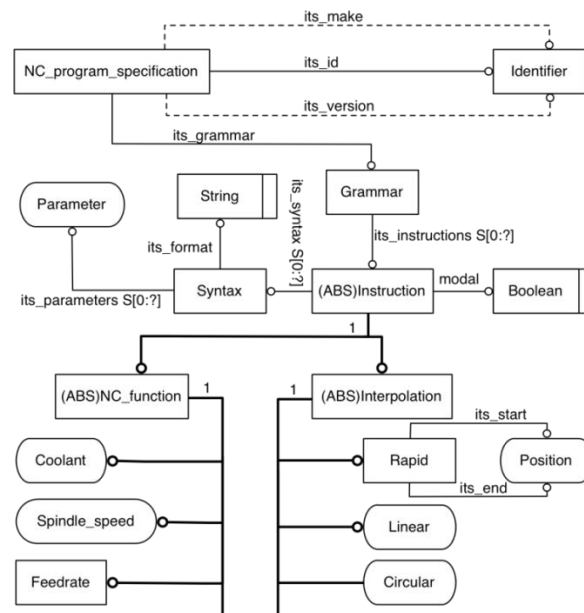 its_make
NC_program_specification
its_id
Identifier
its_version
its_grammar
Parameter
String
its_syntax S[0:?]
Grammar
its_format
its_instructions S[0:?]
its_parameters S[0:?]
Syntax
(ABS)Instruction
modal
Boolean
1
(ABS)NC_function
1
1
(ABS)Interpolation
its_start
Coolant
Rapid
Position
its_end
Spindle_speed
Linear
Feedrate
Circular